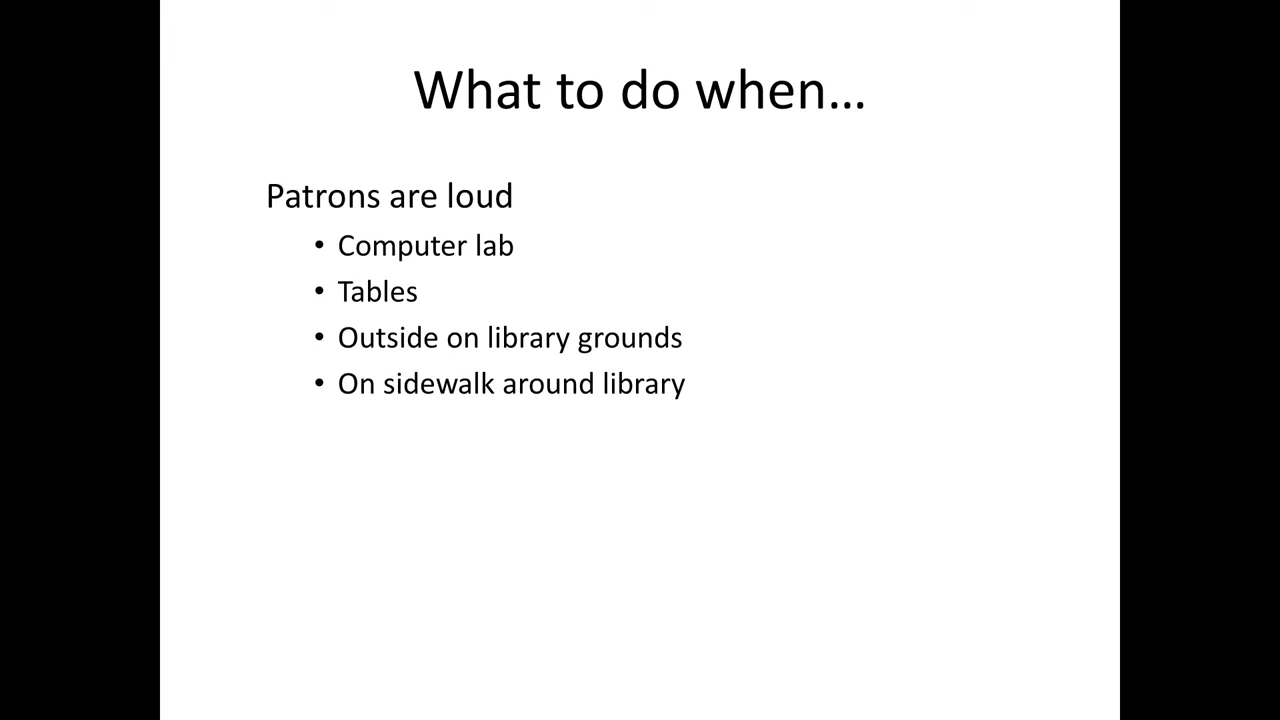 What to do when...
Patrons are loud
• Computer lab
• Tables
• Outside on library grounds
• On sidewalk around library